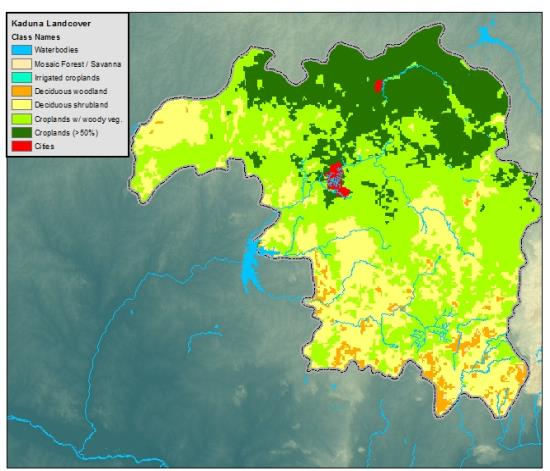 Kaduna Landcover
Class Names
Waterbodies
Mosaic Forest / Savanna
Irrigated croplands
Deciduous woodland
Deciduous shrubland
Croplands w/ woody veg.
Croplands (>50%)
Cities